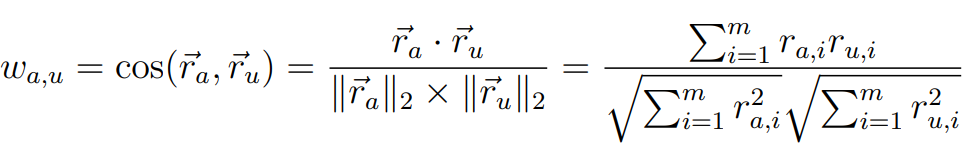 $w_{a,u} = \cos(\vec{r}_a, \vec{r}_u) = \frac{\vec{r}_a \cdot \vec{r}_u}{\|\vec{r}_a\|_2 \times \|\vec{r}_u\|_2} = \frac{\sum_{i=1}^{m} r_{a,i} r_{u,i}}{\sqrt{\sum_{i=1}^{m} r_{a,i}^2} \sqrt{\sum_{i=1}^{m} r_{u,i}^2}}$